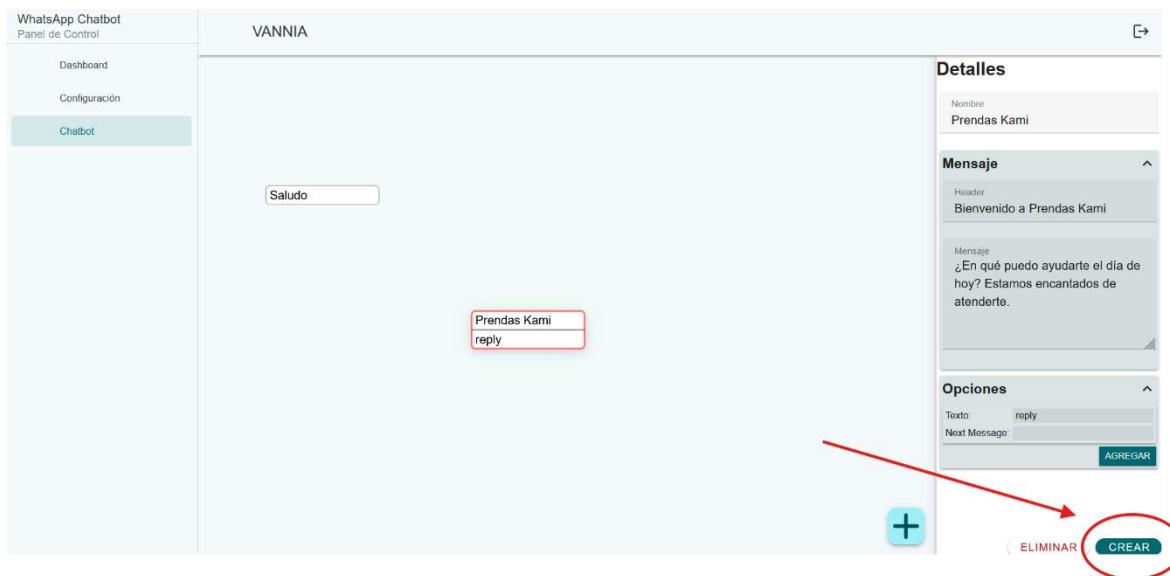 WhatsApp Chatbot
Panel de Control
VANNIA
Dashboard
Configuración
Chatbot
Saludo
Prendas Kami
reply
Detalles
Nombre
Prendas Kami
Mensaje
Header
Bienvenido a Prendas Kami
Mensaje
¿En qué puedo ayudarte el día de
hoy? Estamos encantados de
atenderte.
Opciones
Texto: reply
Next Message:
AGREGAR
ELIMINAR CREAR